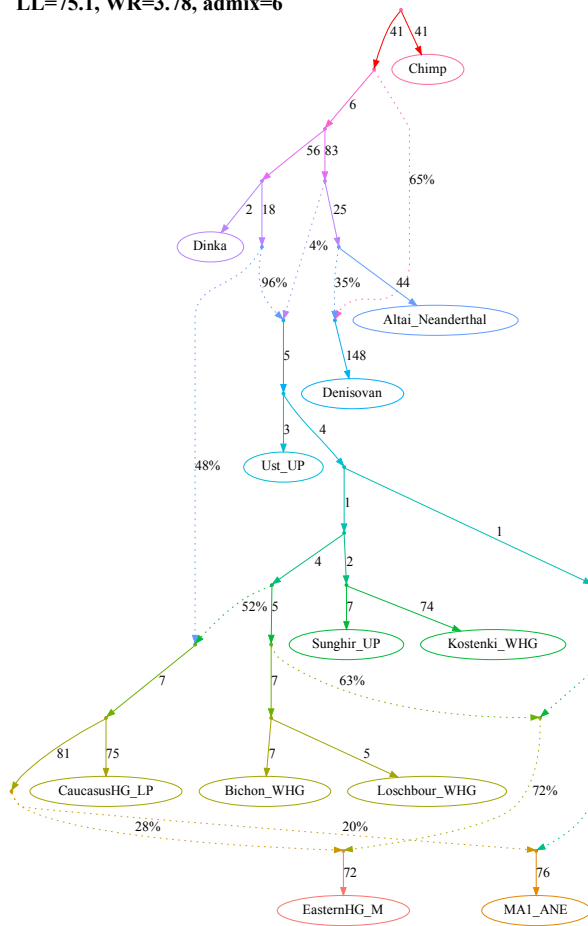 LL=75.1, WR=3.78, admix=6
41 41
Chimp
6
56 83
65%
2 18
25
Dinka
4%
96%
35%
44
Altai_Neanderthal
5
148
Denisovan
3
4
Ust_UP
48%
1
1
4
2
52%
5
7
74
Sunghir_UP
Kostenki_WHG
7
63%
7
81
75
7
5
CaucasusHG_LP
Bichon_WHG
Loschbour_WHG
72%
28%
20%
72
76
EasternHG_M
MA1_ANE